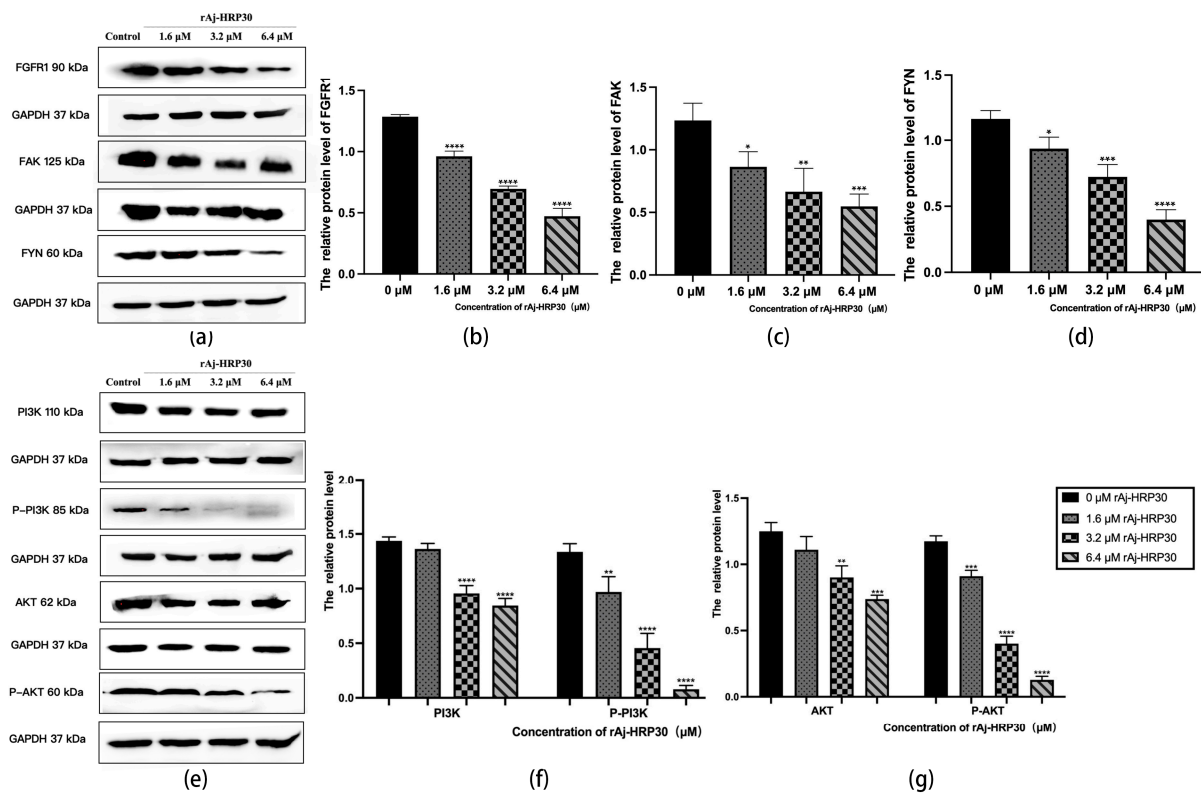 rAj-HRP30
Control 1.6 μM 3.2 μM 6.4 μM
FGFR1 90 kDa
GAPDH 37 kDa
FAK 125 kDa
GAPDH 37 kDa
FYN 60 kDa
GAPDH 37 kDa
(a)
The relative protein level of FGFR1
1.5
1.0
0.5
0.0
****
****
****
0 μM 1.6 μM 3.2 μM 6.4 μM
Concentration of rAj-HRP30 (μM)
(b)
The relative protein level of FAK
1.5
1.0
0.5
0.0
*
**
***
0 μM 1.6 μM 3.2 μM 6.4 μM
Concentration of rAj-HRP30 (μM)
(c)
The relative protein level of FYN
1.5
1.0
0.5
0.0
*
***
****
0 μM 1.6 μM 3.2 μM 6.4 μM
Concentration of rAj-HRP30 (μM)
(d)
rAj-HRP30
Control 1.6 μM 3.2 μM 6.4 μM
PI3K 110 kDa
GAPDH 37 kDa
P-PI3K 85 kDa
GAPDH 37 kDa
AKT 62 kDa
GAPDH 37 kDa
P-AKT 60 kDa
GAPDH 37 kDa
(e)
The relative protein level
2.0
1.5
1.0
0.5
0.0
****
****
**
****
****
PI3K P-PI3K
Concentration of rAj-HRP30 (μM)
(f)
The relative protein level
1.5
1.0
0.5
0.0
**
***
***
****
****
AKT P-AKT
Concentration of rAj-HRP30 (μM)
(g)
0 μM rAj-HRP30
1.6 μM rAj-HRP30
3.2 μM rAj-HRP30
6.4 μM rAj-HRP30